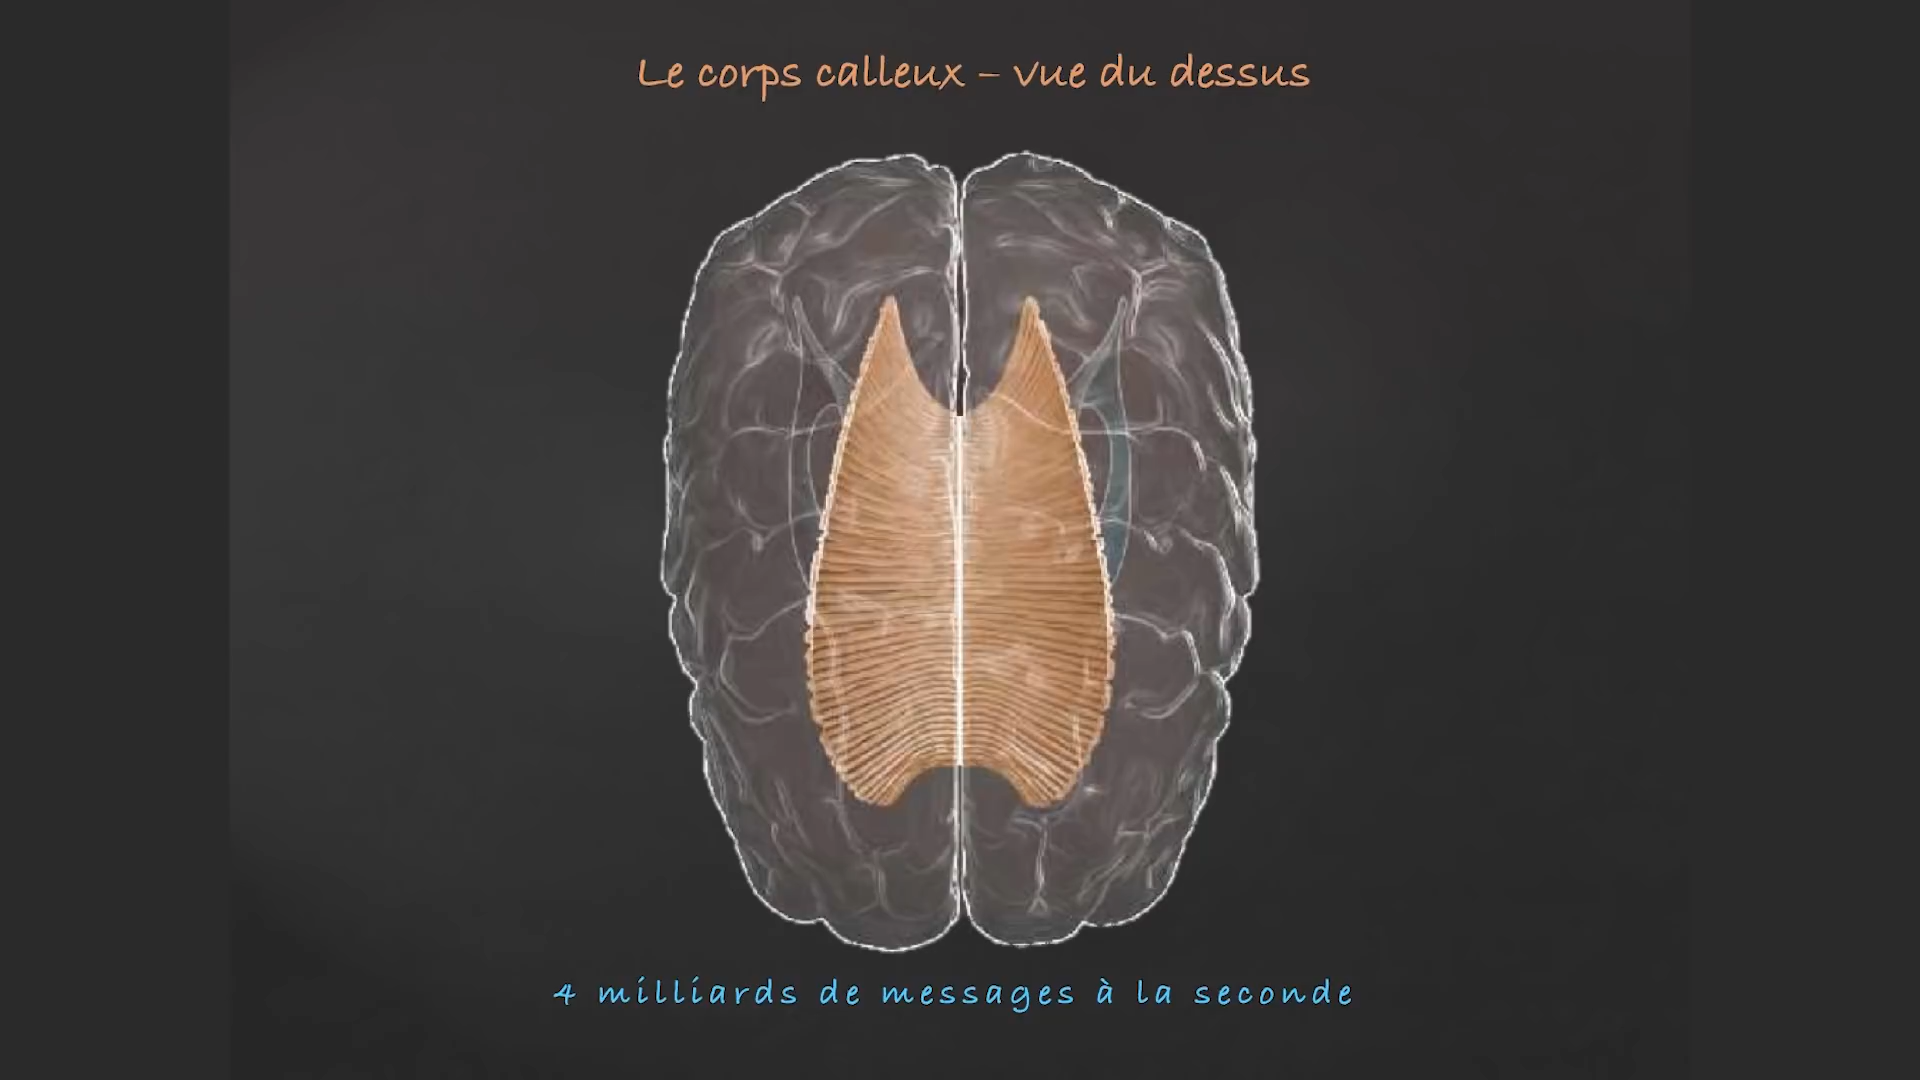 Le corps calleux – vue du dessus
4 milliards de messages à la seconde